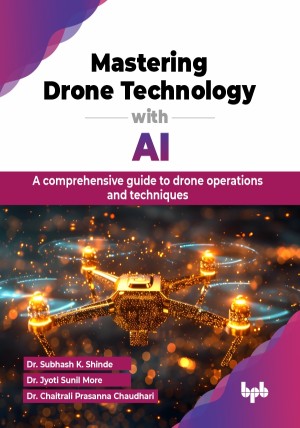 Mastering
Drone Technology
with
AI
A comprehensive guide to drone operations
and techniques
Dr. Subhash K. Shinde
Dr. Jyoti Sunil More
Dr. Chaitrali Prasanna Chaudhari
bpb